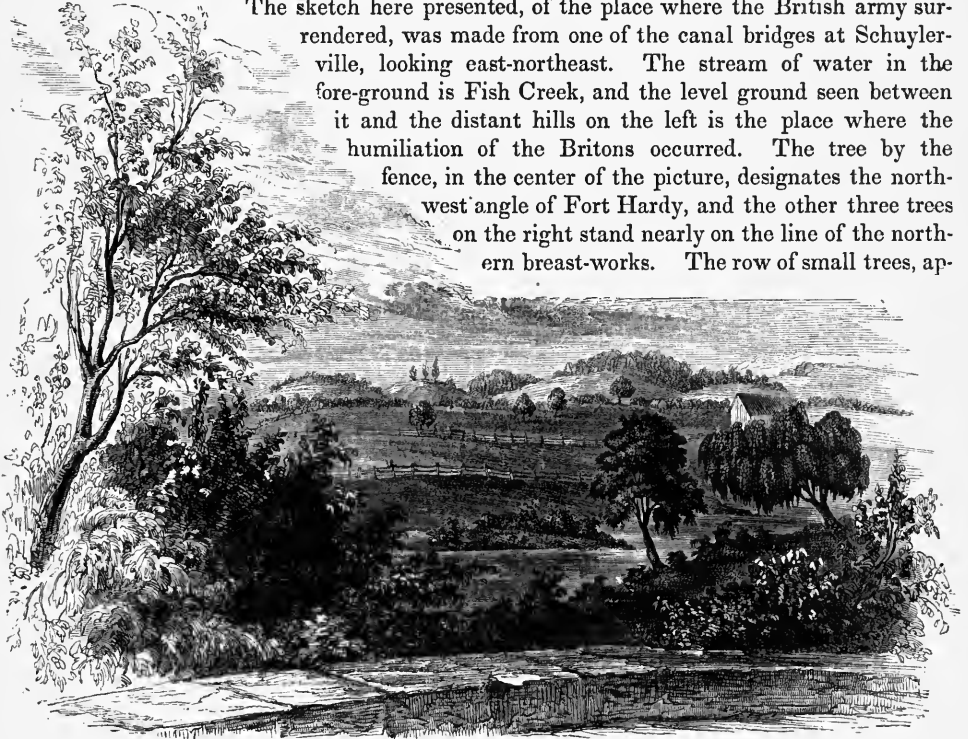 The sketch here presented, of the place where the British army sur-
rendered, was made from one of the canal bridges at Schuyler-
ville, looking east-northeast. The stream of water in the
fore-ground is Fish Creek, and the level ground seen between
it and the distant hills on the left is the place where the
humiliation of the Britons occurred. The tree by the
fence, in the center of the picture, designates the north-
west angle of Fort Hardy, and the other three trees
on the right stand nearly on the line of the north-
ern breast-works. The row of small trees, ap-